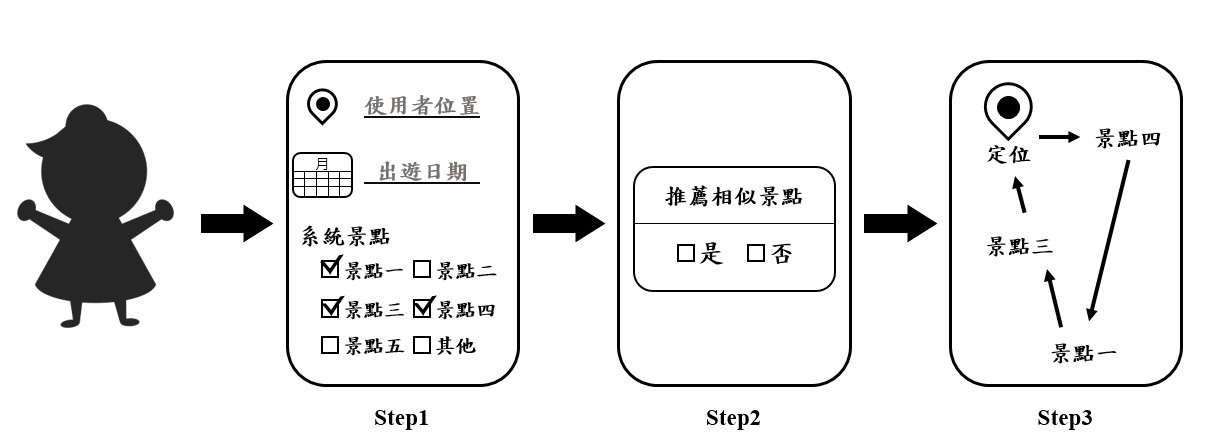 使用者位置
月
出遊日期
系統景點
景點一 景點二
景點三 景點四
景點五 其他
Step1
推薦相似景點
是 否
Step2
定位
景點四
景點三
景點一
Step3